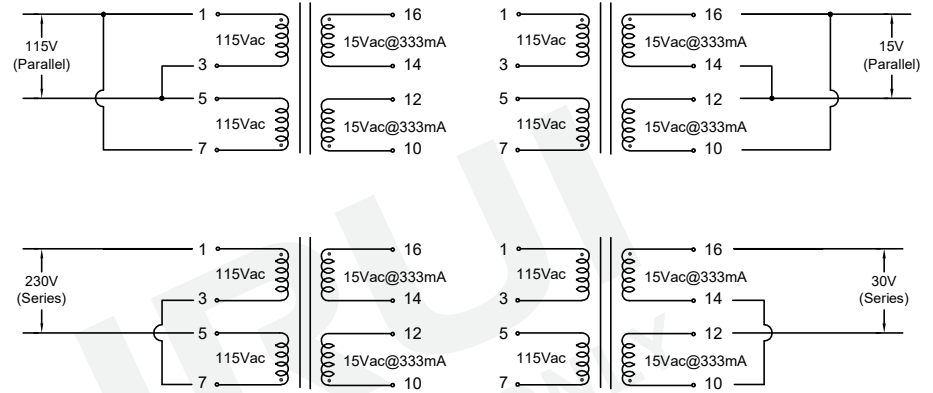 1 16 1 16
115V 115Vac 15Vac@333mA 115Vac 15Vac@333mA 15V
(Parallel) (Parallel)
3 14 3 14
5 12 5 12
115Vac 15Vac@333mA 115Vac 15Vac@333mA
7 10 7 10
1 16 1 16
230V 115Vac 15Vac@333mA 115Vac 15Vac@333mA 30V
(Series) (Series)
3 14 3 14
5 12 5 12
115Vac 15Vac@333mA 115Vac 15Vac@333mA
7 10 7 10